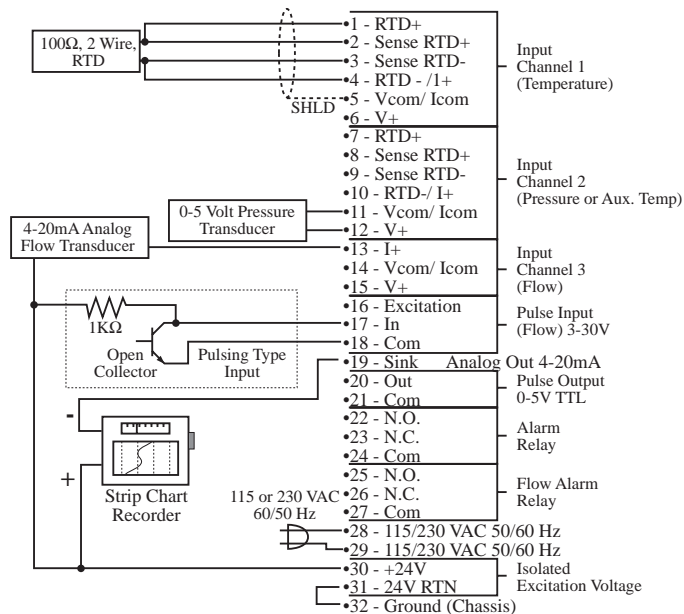 100Ω, 2 Wire,
RTD
SHLD
1 - RTD+
2 - Sense RTD+
3 - Sense RTD-
4 - RTD - /1+
5 - Vcom/ Icom
6 - V+
Input
Channel 1
(Temperature)
7 - RTD+
8 - Sense RTD+
9 - Sense RTD-
10 - RTD-/ I+
11 - Vcom/ Icom
12 - V+
Input
Channel 2
(Pressure or Aux. Temp)
0-5 Volt Pressure
Transducer
4-20mA Analog
Flow Transducer
13 - I+
14 - Vcom/ Icom
15 - V+
Input
Channel 3
(Flow)
16 - Excitation
17 - In
18 - Com
Pulse Input
(Flow) 3-30V
1KΩ
Open
Collector
Pulsing Type
Input
19 - Sink Analog Out 4-20mA
20 - Out
21 - Com
Pulse Output
0-5V TTL
22 - N.O.
23 - N.C.
24 - Com
Alarm
Relay
25 - N.O.
26 - N.C.
27 - Com
Flow Alarm
Relay
-
+
Strip Chart
Recorder
115 or 230 VAC
60/50 Hz
28 - 115/230 VAC 50/60 Hz
29 - 115/230 VAC 50/60 Hz
30 - +24V
31 - 24V RTN
32 - Ground (Chassis)
Isolated
Excitation Voltage